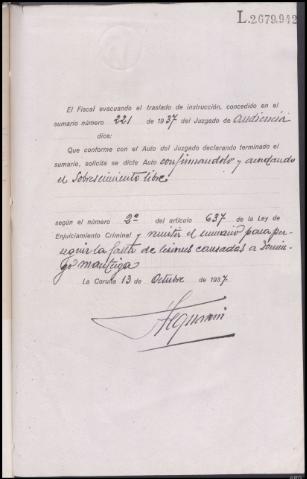 L.2679.942
El Fiscal evacuando el traslado de instrucción, concedido en el
sumario número 221 de 1937 del Juzgado de Audiencia
dice:
Que conforme con el Auto del Juzgado declarando terminado el
sumario, solicita se dicte Auto confirmandolo y acordando
el Sobreseimiento libre
según el número 2º del artículo 637 de la Ley de
Enjuiciamiento Criminal y remitir el sumario para per-
seguir la falta de lesiones causadas a Domin-
go
La Coruña 13 de Octubre de 1937.